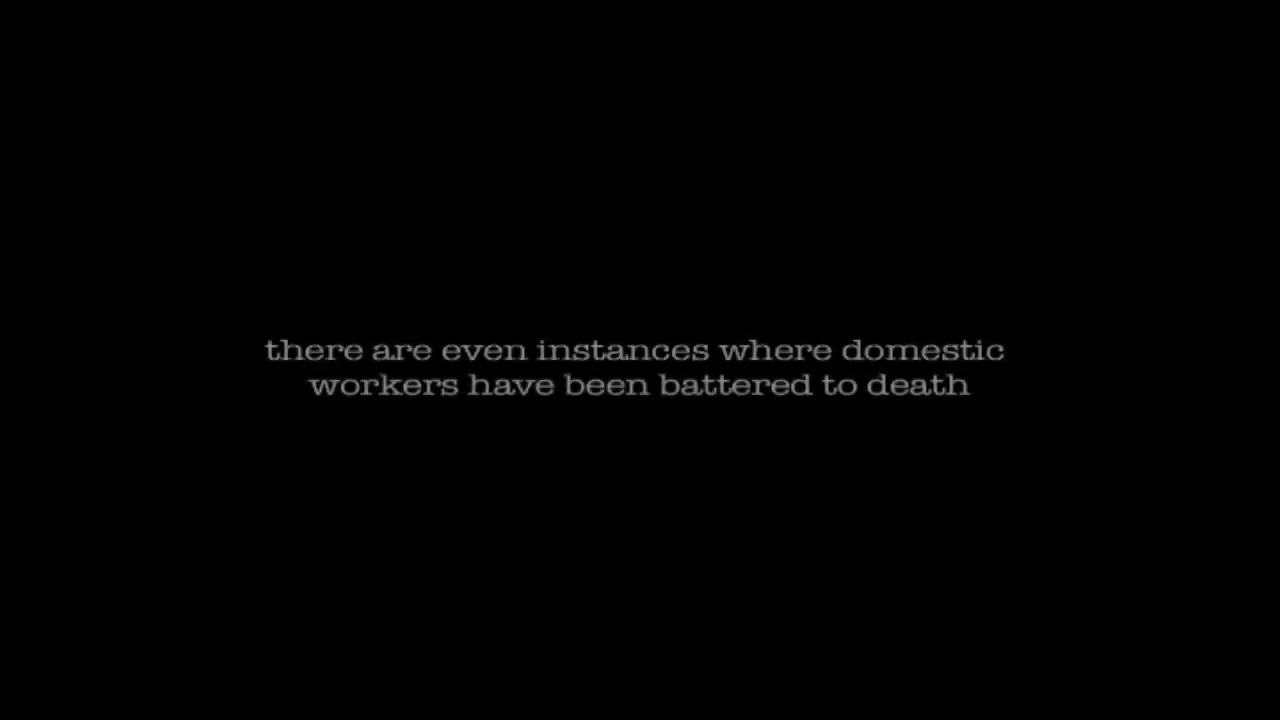 there are even instances where domestic
workers have been battered to death